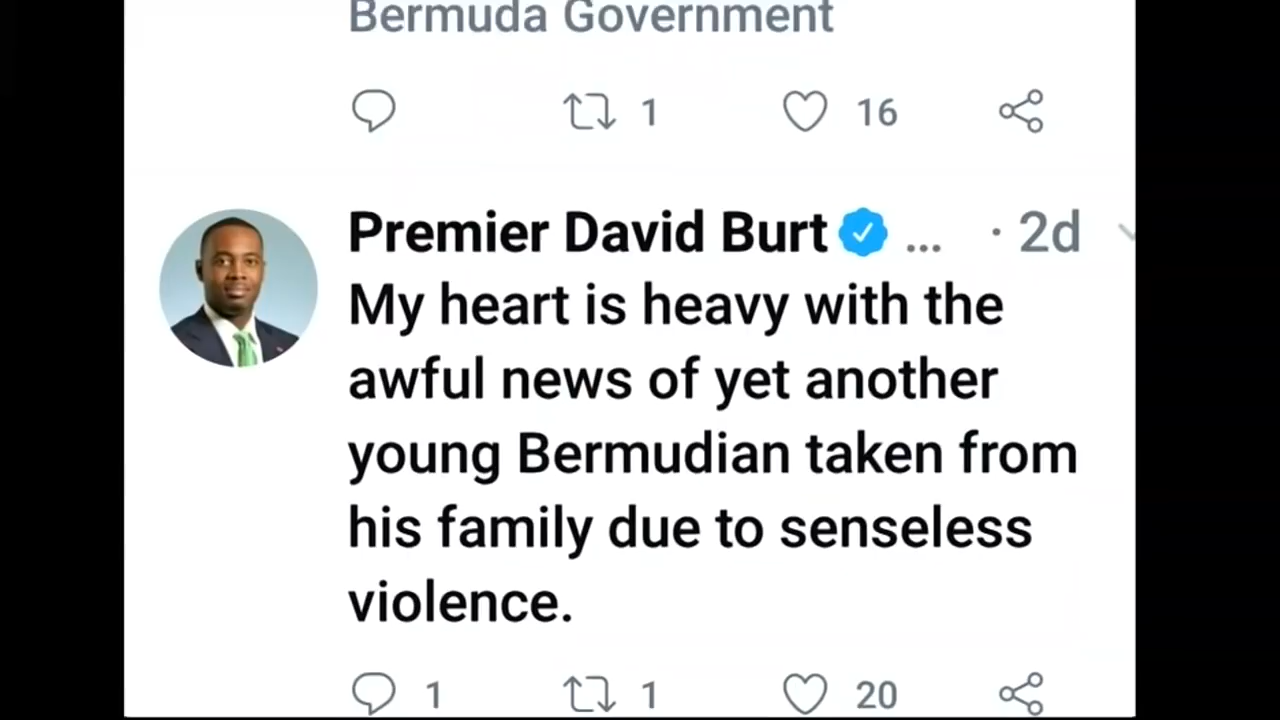 Bermuda Government
1 16
Premier David Burt ... · 2d
My heart is heavy with the
awful news of yet another
young Bermudian taken from
his family due to senseless
violence.
1 1 20